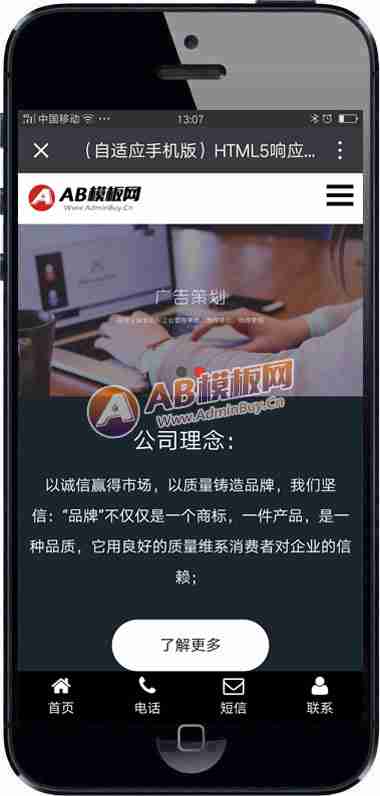 中国移动
13:07
（自适应手机版）HTML5响应...
AB模板网
Www.AdminBuy.Cn
广告策划
AB模板网
Www.AdminBuy.Cn
公司理念：
以诚信赢得市场，以质量铸造品牌，我们坚
信：“品牌”不仅仅是一个商标，一件产品，是一
种品质，它用良好的质量维系消费者对企业的信
赖；
了解更多
首页 电话 短信 联系